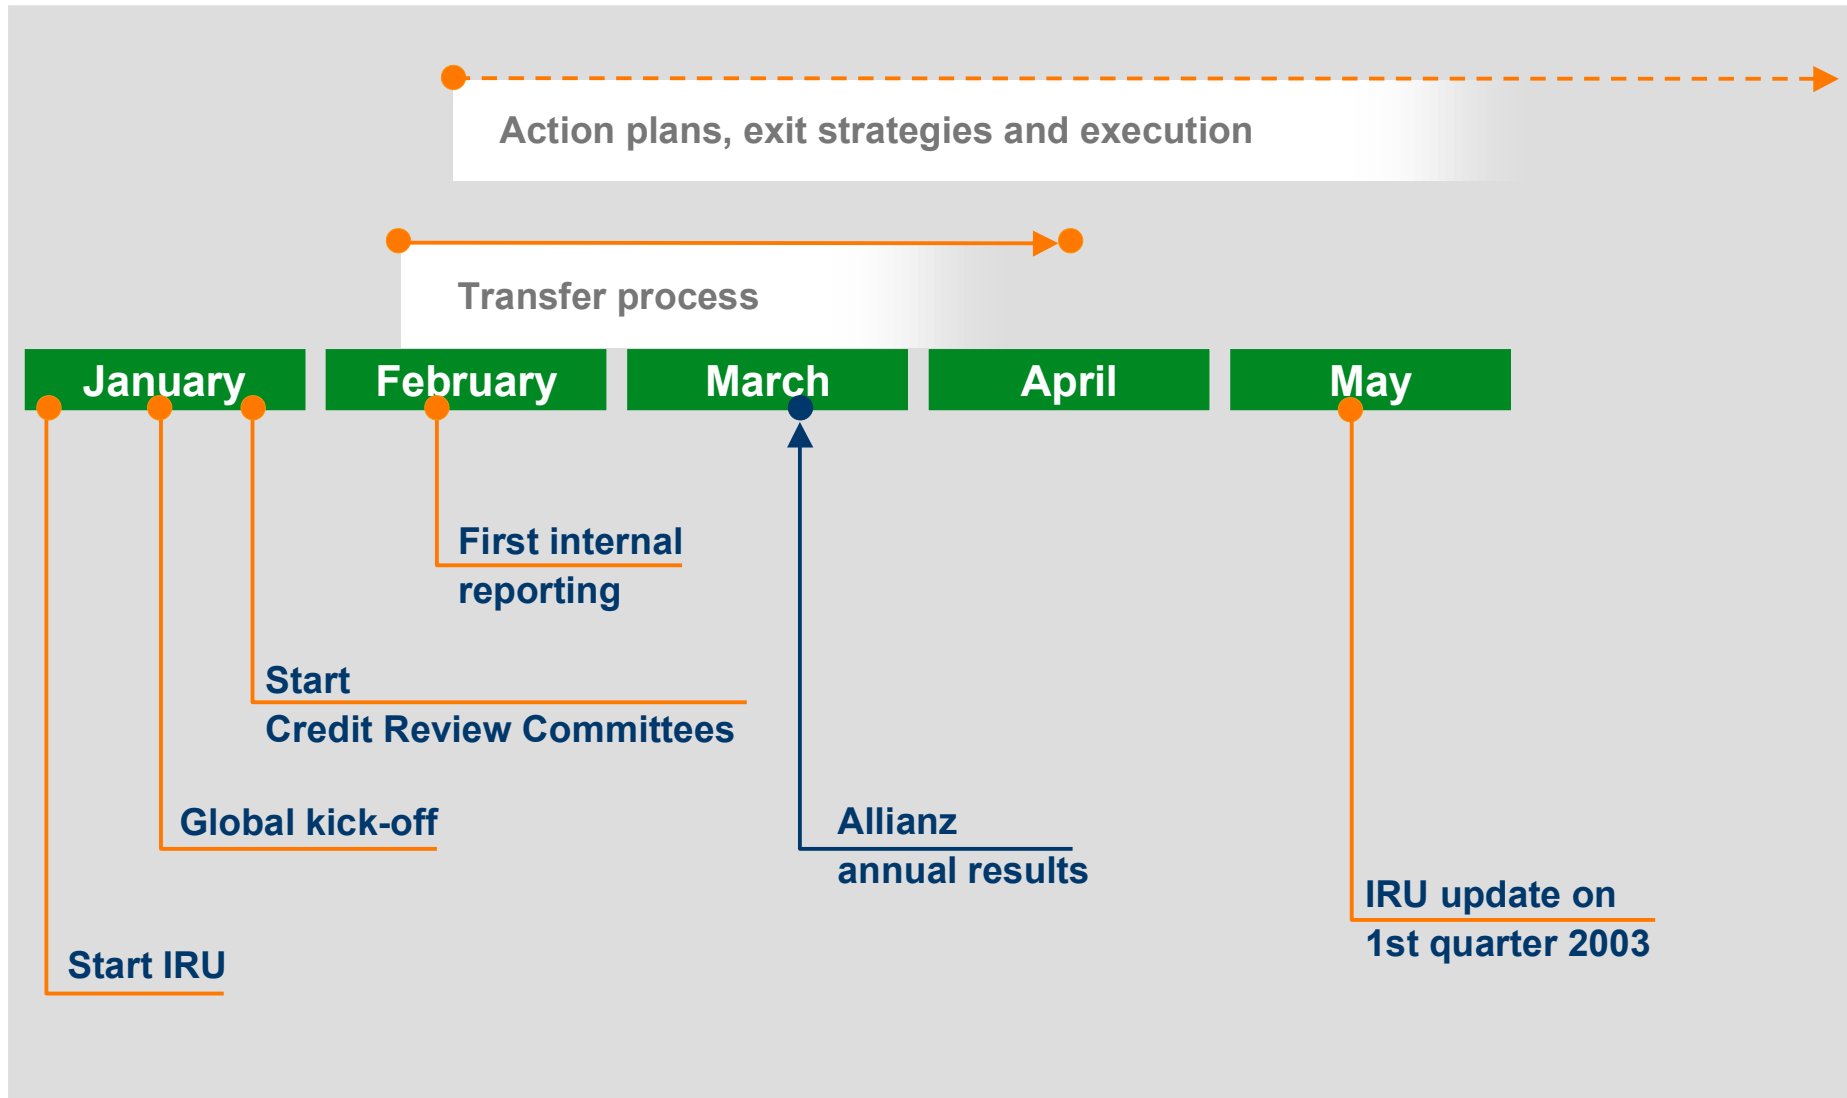 Action plans, exit strategies and execution
Transfer process
January
February
March
April
May
First internal
reporting
Start
Credit Review Committees
Global kick-off
Allianz
annual results
IRU update on
1st quarter 2003
Start IRU